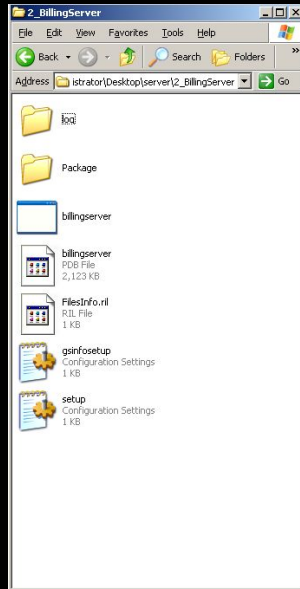 2_BillingServer
File Edit View Favorites Tools Help
Back Search Folders »
Address istrator\Desktop\server\2_BillingServer Go
log
Package
billingserver
billingserver
PDB File
2,123 KB
FilesInfo.ril
RIL File
1 KB
gsinfosetup
Configuration Settings
1 KB
setup
Configuration Settings
1 KB